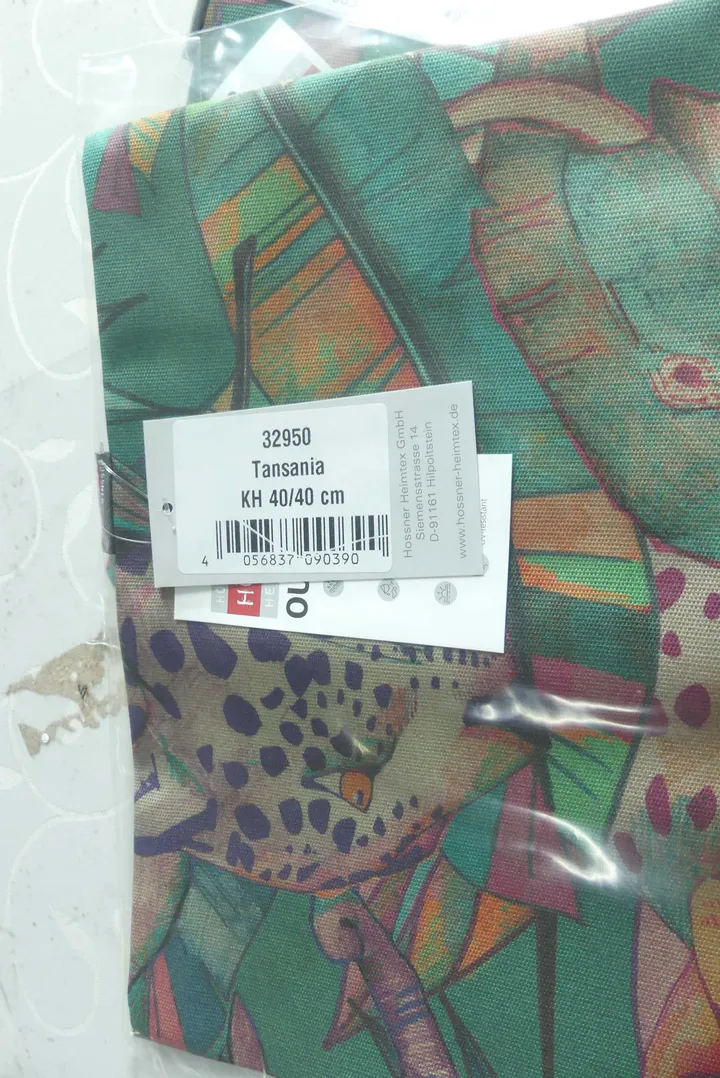 32950
Tansania
KH 40/40 cm
4 056837 090390
Hossner Heimtex GmbH
Siemensstrasse 14
D-91161 Hilpoltstein
www.hossner-heimtex.de